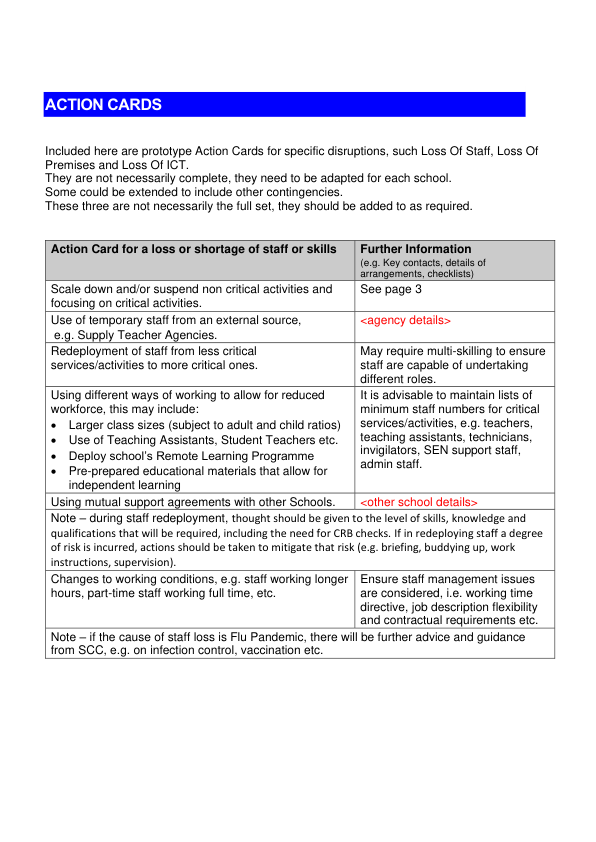 ACTION CARDS
Included here are prototype Action Cards for specific disruptions, such Loss Of Staff, Loss Of
Premises and Loss Of ICT.
They are not necessarily complete, they need to be adapted for each school.
Some could be extended to include other contingencies.
These three are not necessarily the full set, they should be added to as required.
Action Card for a loss or shortage of staff or skills
Further Information
(e.g. Key contacts, details of
arrangements, checklists)
Scale down and/or suspend non critical activities and
focusing on critical activities.
See page 3
Use of temporary staff from an external source,
e.g. Supply Teacher Agencies.
<agency details>
Redeployment of staff from less critical
services/activities to more critical ones.
May require multi-skilling to ensure
staff are capable of undertaking
different roles.
Using different ways of working to allow for reduced
workforce, this may include:
• Larger class sizes (subject to adult and child ratios)
• Use of Teaching Assistants, Student Teachers etc.
• Deploy school's Remote Learning Programme
• Pre-prepared educational materials that allow for
independent learning
It is advisable to maintain lists of
minimum staff numbers for critical
services/activities, e.g. teachers,
teaching assistants, technicians,
invigilators, SEN support staff,
admin staff.
Using mutual support agreements with other Schools.
<other school details>
Note – during staff redeployment, thought should be given to the level of skills, knowledge and
qualifications that will be required, including the need for CRB checks. If in redeploying staff a degree
of risk is incurred, actions should be taken to mitigate that risk (e.g. briefing, buddying up, work
instructions, supervision).
Changes to working conditions, e.g. staff working longer
hours, part-time staff working full time, etc.
Ensure staff management issues
are considered, i.e. working time
directive, job description flexibility
and contractual requirements etc.
Note – if the cause of staff loss is Flu Pandemic, there will be further advice and guidance
from SCC, e.g. on infection control, vaccination etc.